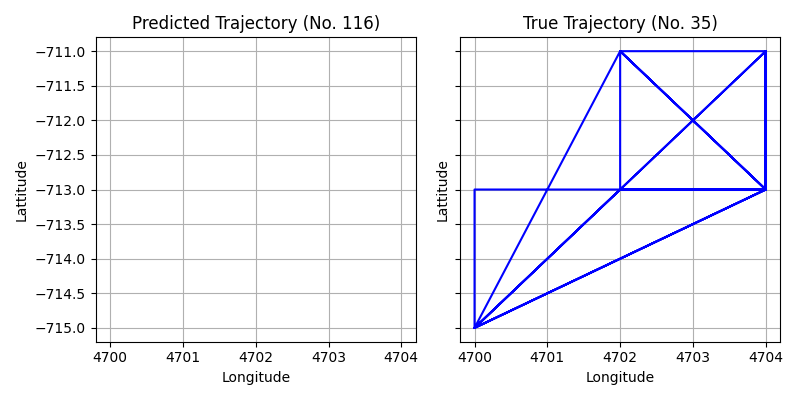 Predicted Trajectory (No. 116)
True Trajectory (No. 35)
Lattitude
−711.0
−711.5
−712.0
−712.5
−713.0
−713.5
−714.0
−714.5
−715.0
4700 4701 4702 4703 4704
Longitude
Lattitude
4700 4701 4702 4703 4704
Longitude